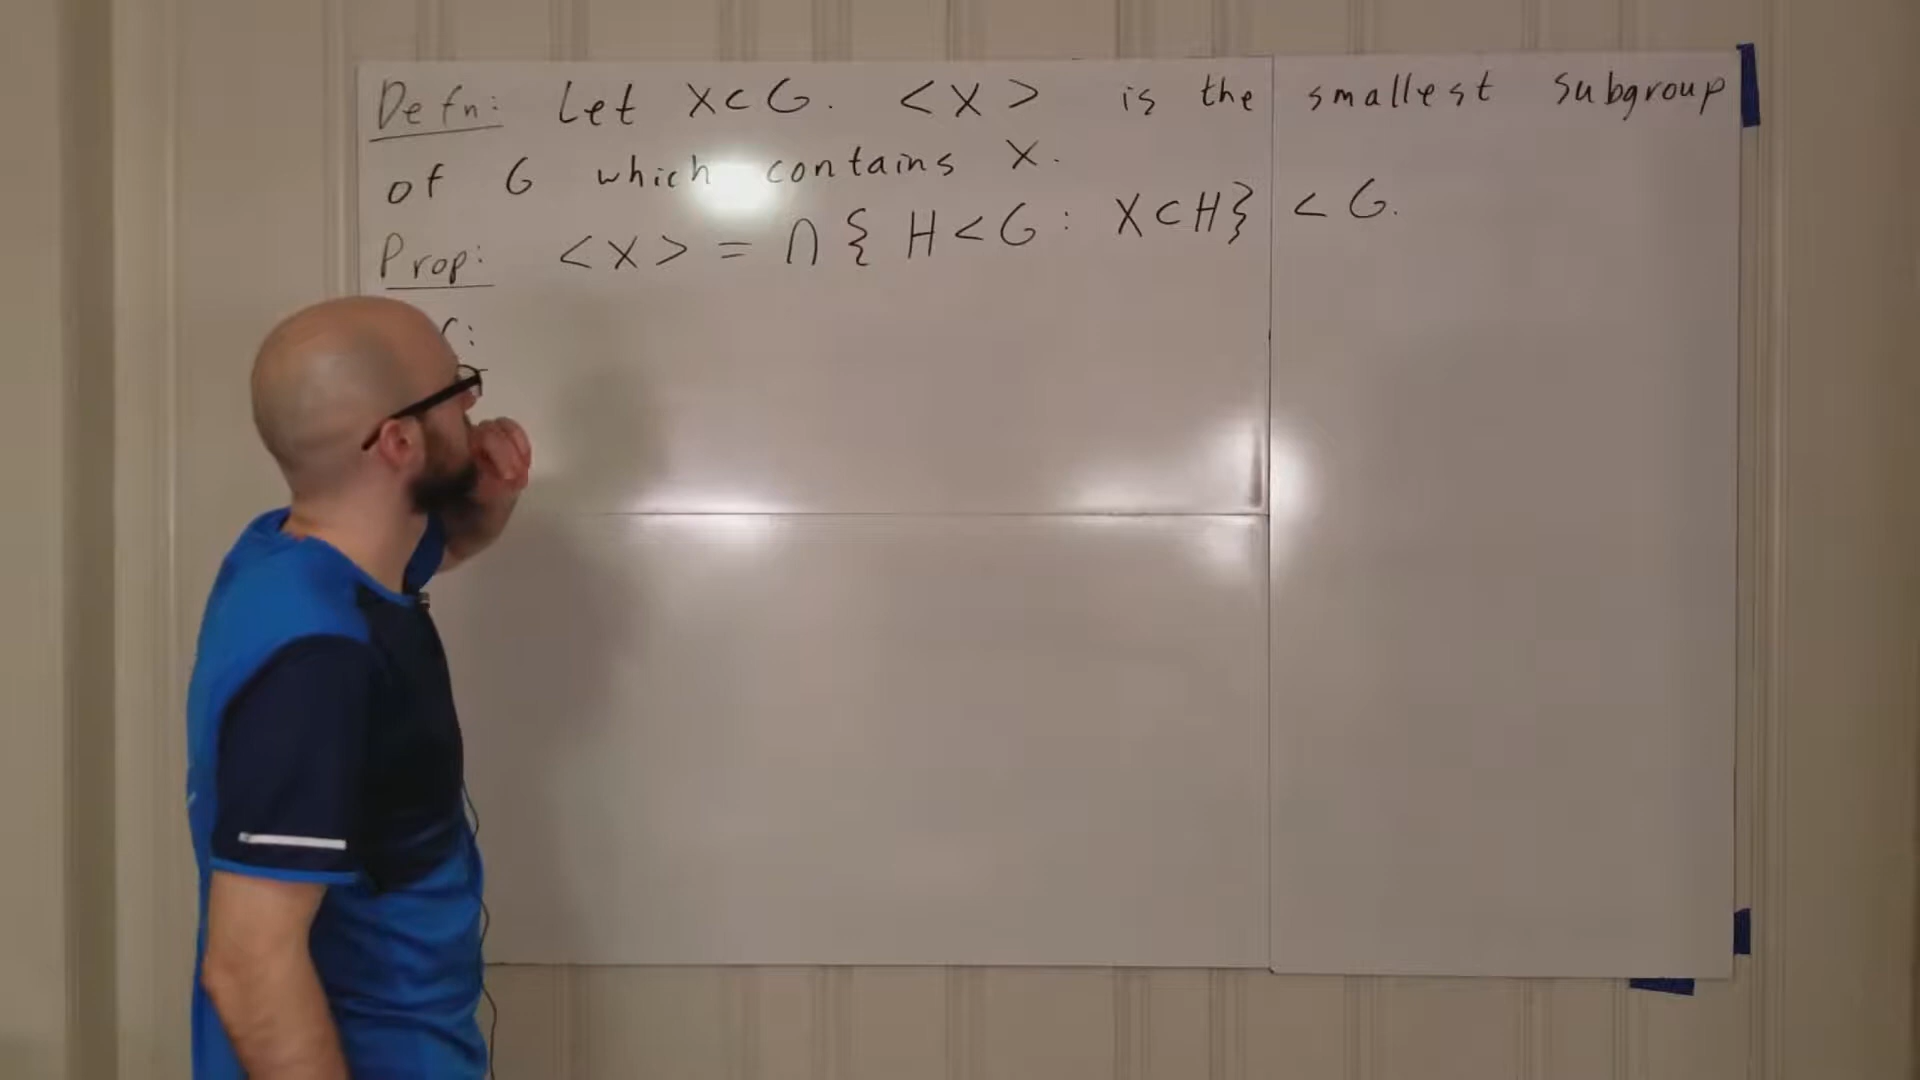 Defn: Let X⊂G. <X> is the smallest subgroup
of G which contains X.
Prop: <X> = ∩{ H<G : X⊂H} < G.